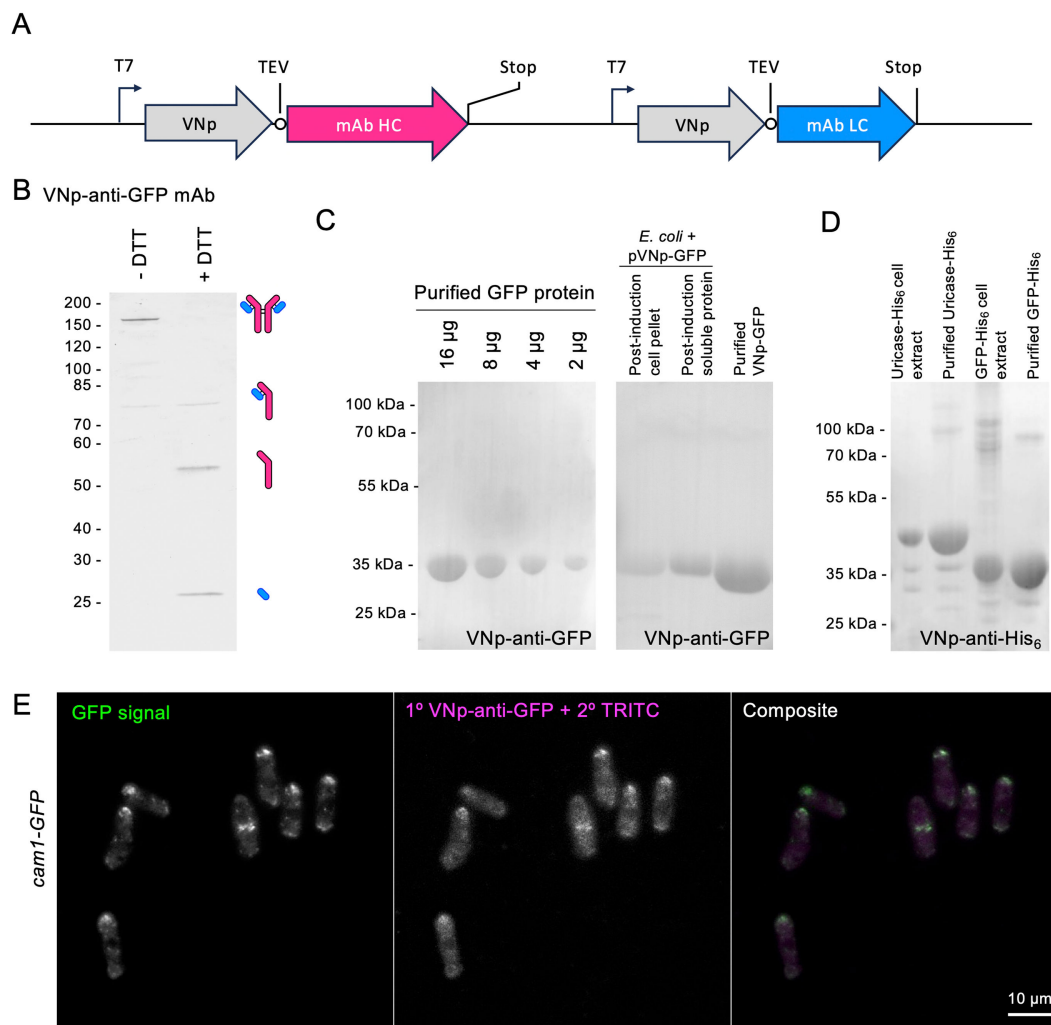 A
T7
TEV
Stop
T7
TEV
Stop
VNp
mAb HC
VNp
mAb LC
B
VNp-anti-GFP mAb
- DTT
+ DTT
200 -
150 -
120 -
100 -
85 -
70 -
60 -
50 -
40 -
30 -
25 -
C
Purified GFP protein
16 µg
8 µg
4 µg
2 µg
E. coli +
pVNp-GFP
Post-induction
cell pellet
Post-induction
soluble protein
Purified
VNp-GFP
100 kDa -
70 kDa -
55 kDa -
35 kDa -
25 kDa -
VNp-anti-GFP
VNp-anti-GFP
D
Uricase-His6 cell
extract
Purified Uricase-His6
GFP-His6 cell
extract
Purified GFP-His6
100 kDa -
70 kDa -
55 kDa -
35 kDa -
25 kDa -
VNp-anti-His6
E
cam1-GFP
GFP signal
1º VNp-anti-GFP + 2º TRITC
Composite
10 µm